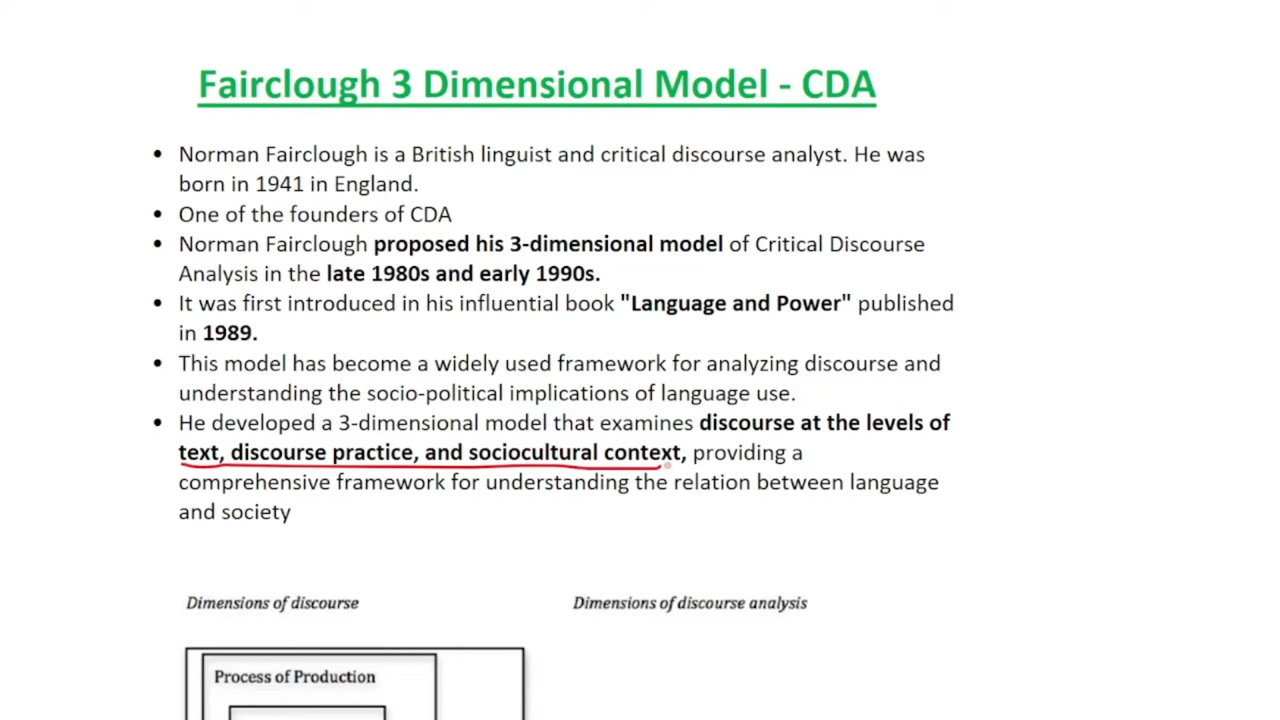 Fairclough 3 Dimensional Model - CDA
• Norman Fairclough is a British linguist and critical discourse analyst. He was
born in 1941 in England.
• One of the founders of CDA
• Norman Fairclough proposed his 3-dimensional model of Critical Discourse
Analysis in the late 1980s and early 1990s.
• It was first introduced in his influential book "Language and Power" published
in 1989.
• This model has become a widely used framework for analyzing discourse and
understanding the socio-political implications of language use.
• He developed a 3-dimensional model that examines discourse at the levels of
text, discourse practice, and sociocultural context, providing a
comprehensive framework for understanding the relation between language
and society
Dimensions of discourse
Dimensions of discourse analysis
Process of Production